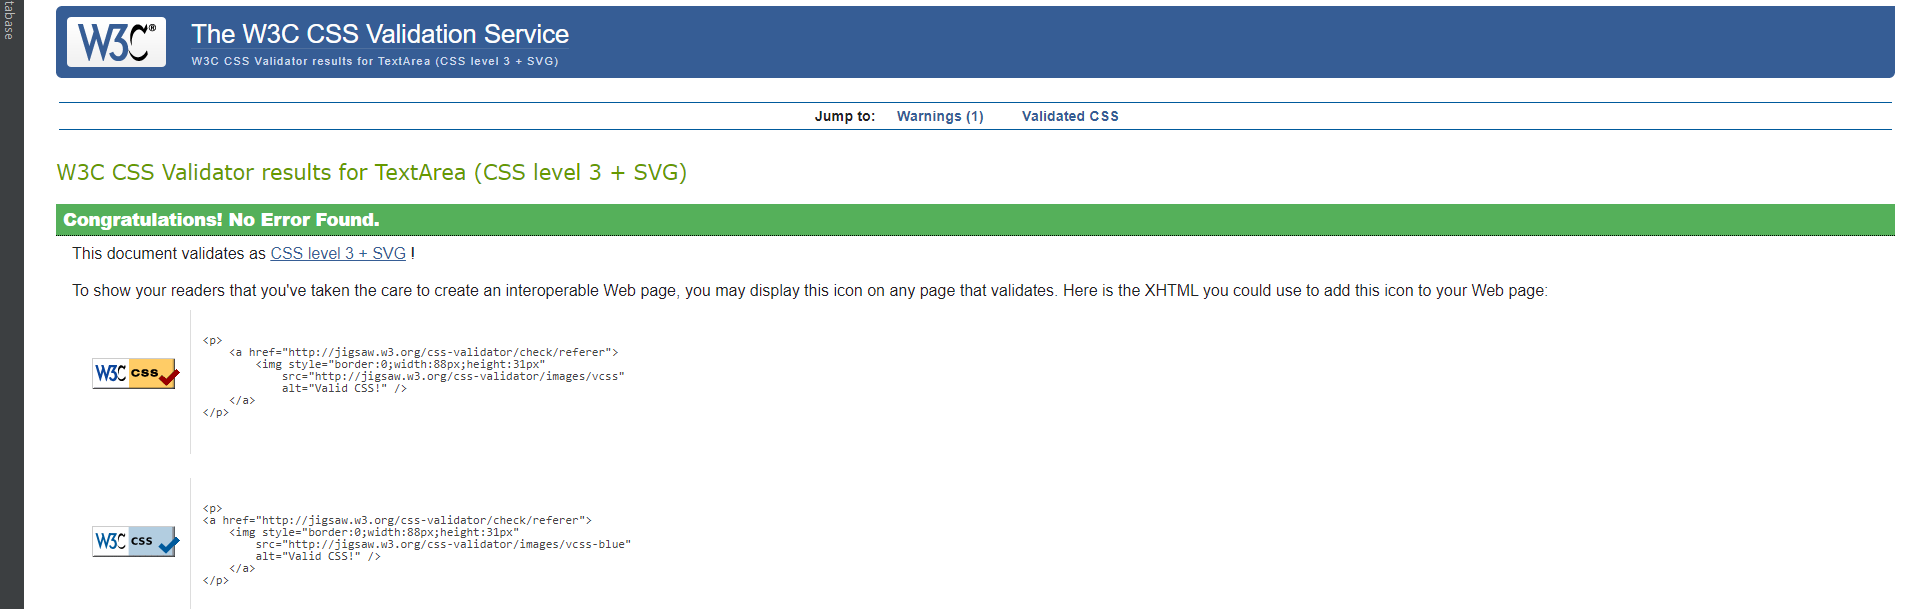 tabase
W3C®
The W3C CSS Validation Service
W3C CSS Validator results for TextArea (CSS level 3 + SVG)
Jump to: Warnings (1) Validated CSS
W3C CSS Validator results for TextArea (CSS level 3 + SVG)
Congratulations! No Error Found.
This document validates as CSS level 3 + SVG !
To show your readers that you've taken the care to create an interoperable Web page, you may display this icon on any page that validates. Here is the XHTML you could use to add this icon to your Web page:
W3C css
<p>
    <a href="http://jigsaw.w3.org/css-validator/check/referer">
        <img style="border:0;width:88px;height:31px"
            src="http://jigsaw.w3.org/css-validator/images/vcss"
            alt="Valid CSS!" />
    </a>
</p>
W3C css
<p>
<a href="http://jigsaw.w3.org/css-validator/check/referer">
    <img style="border:0;width:88px;height:31px"
        src="http://jigsaw.w3.org/css-validator/images/vcss-blue"
        alt="Valid CSS!" />
    </a>
</p>